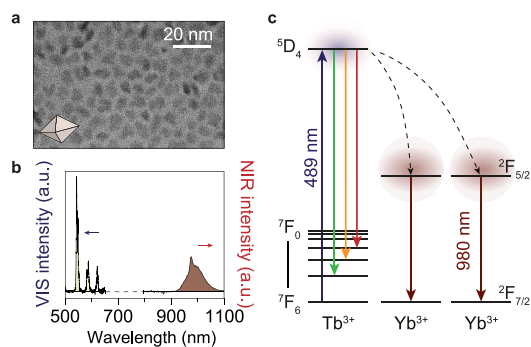 a
20 nm
b
VIS intensity (a.u.)
NIR intensity (a.u.)
500 700 900 1100
Wavelength (nm)
c
⁵D₄
489 nm
⁷F₀
⁷F₆
²F₅/₂
980 nm
²F₇/₂
Tb³⁺ Yb³⁺ Yb³⁺